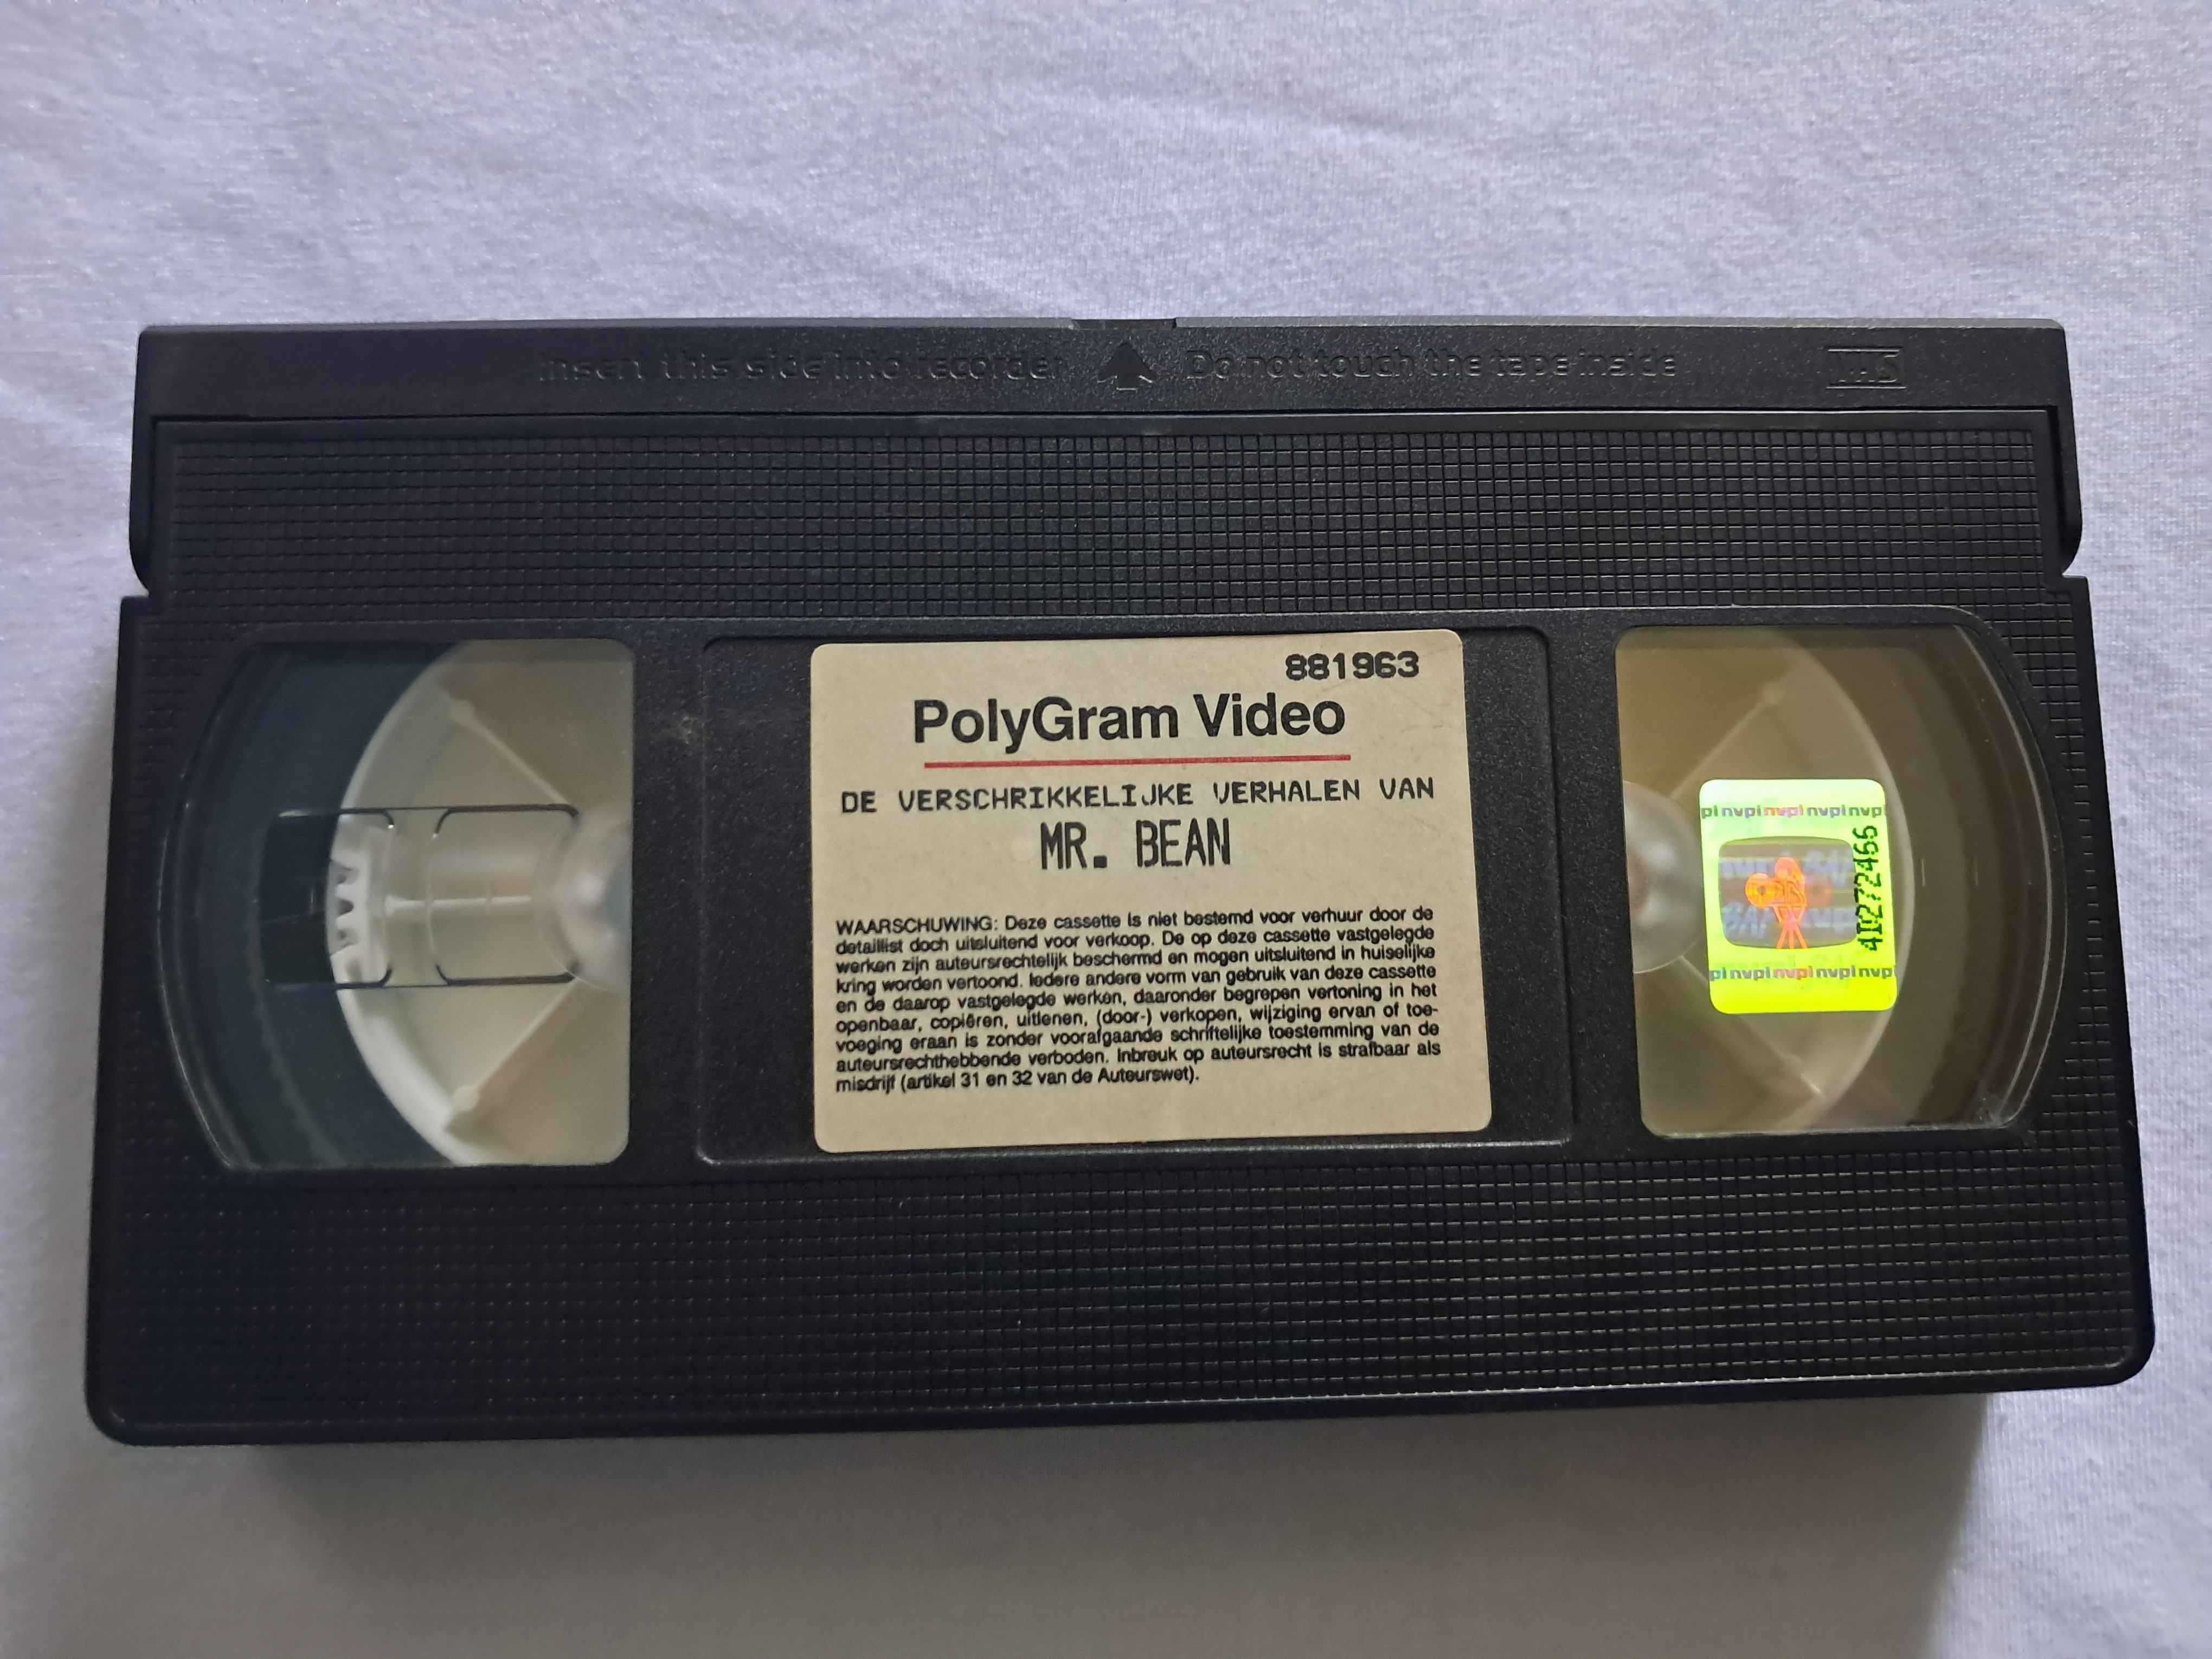 Insert this side into recorder Do not touch the tape inside VHS
881963
PolyGram Video
DE VERSCHRIKKELIJKE VERHALEN VAN
MR. BEAN
WAARSCHUWING: Deze cassette is niet bestemd voor verhuur door de
detaillist doch uitsluitend voor verkoop. De op deze cassette vastgelegde
werken zijn auteursrechtelijk beschermd en mogen uitsluitend in huiselijke
kring worden vertoond. Iedere andere vorm van gebruik van deze cassette
en de daarop vastgelegde werken, daaronder begrepen vertoning in het
openbaar, copiëren, uitlenen, (door-) verkopen, wijziging ervan of toe-
voeging eraan is zonder voorafgaande schriftelijke toestemming van de
auteursrechthebbende verboden. Inbreuk op auteursrecht is strafbaar als
misdrijf (artikel 31 en 32 van de Auteurswet).
pi nvpi nvpi nvpi nvpi
pi nvpi nvpi nvpi nvpi